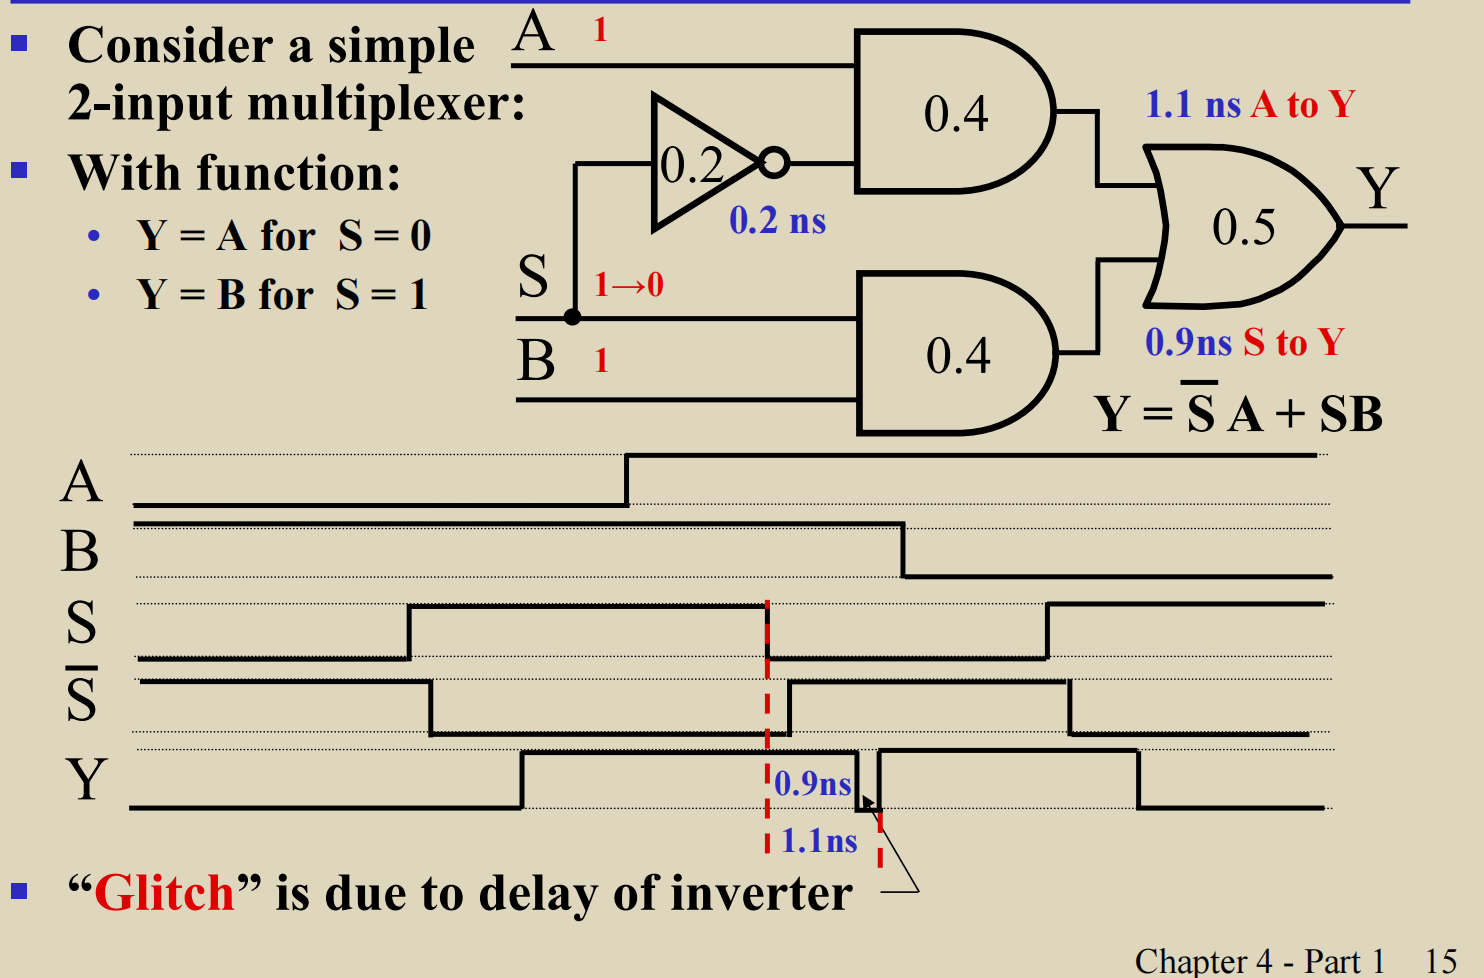 Consider a simple
2-input multiplexer:
With function:
• Y = A for S = 0
• Y = B for S = 1
A 1
0.4
1.1 ns A to Y
0.2
0.2 ns
Y
0.5
S 1→0
B 1
0.4
0.9ns S to Y
Y = S̅ A + SB
A
B
S
S̅
Y
0.9ns
1.1ns
“Glitch” is due to delay of inverter
Chapter 4 - Part 1 15